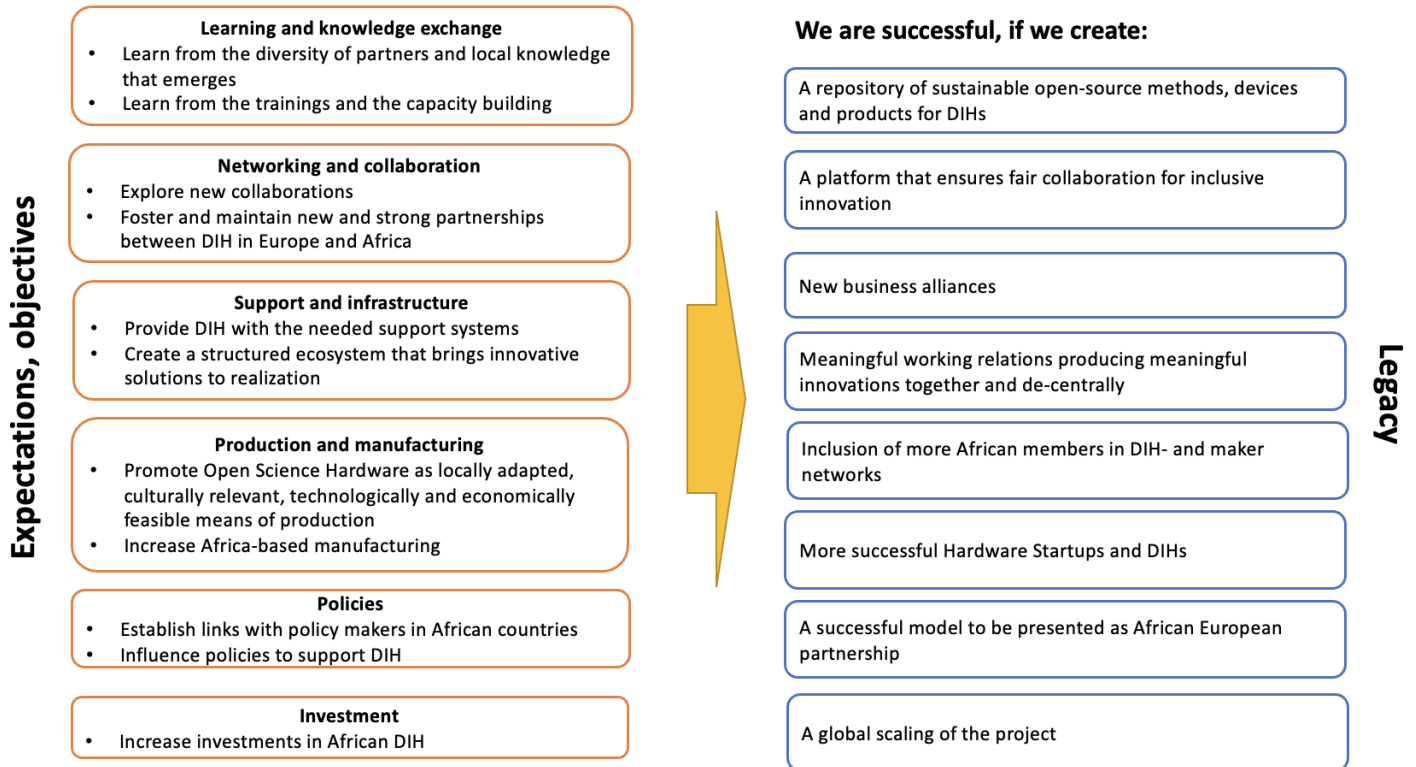 Expectations, objectives
Learning and knowledge exchange
• Learn from the diversity of partners and local knowledge
that emerges
• Learn from the trainings and the capacity building
Networking and collaboration
• Explore new collaborations
• Foster and maintain new and strong partnerships
between DIH in Europe and Africa
Support and infrastructure
• Provide DIH with the needed support systems
• Create a structured ecosystem that brings innovative
solutions to realization
Production and manufacturing
• Promote Open Science Hardware as locally adapted,
culturally relevant, technologically and economically
feasible means of production
• Increase Africa-based manufacturing
Policies
• Establish links with policy makers in African countries
• Influence policies to support DIH
Investment
• Increase investments in African DIH
We are successful, if we create:
A repository of sustainable open-source methods, devices
and products for DIHs
A platform that ensures fair collaboration for inclusive
innovation
New business alliances
Meaningful working relations producing meaningful
innovations together and de-centrally
Inclusion of more African members in DIH- and maker
networks
More successful Hardware Startups and DIHs
A successful model to be presented as African European
partnership
A global scaling of the project
Legacy